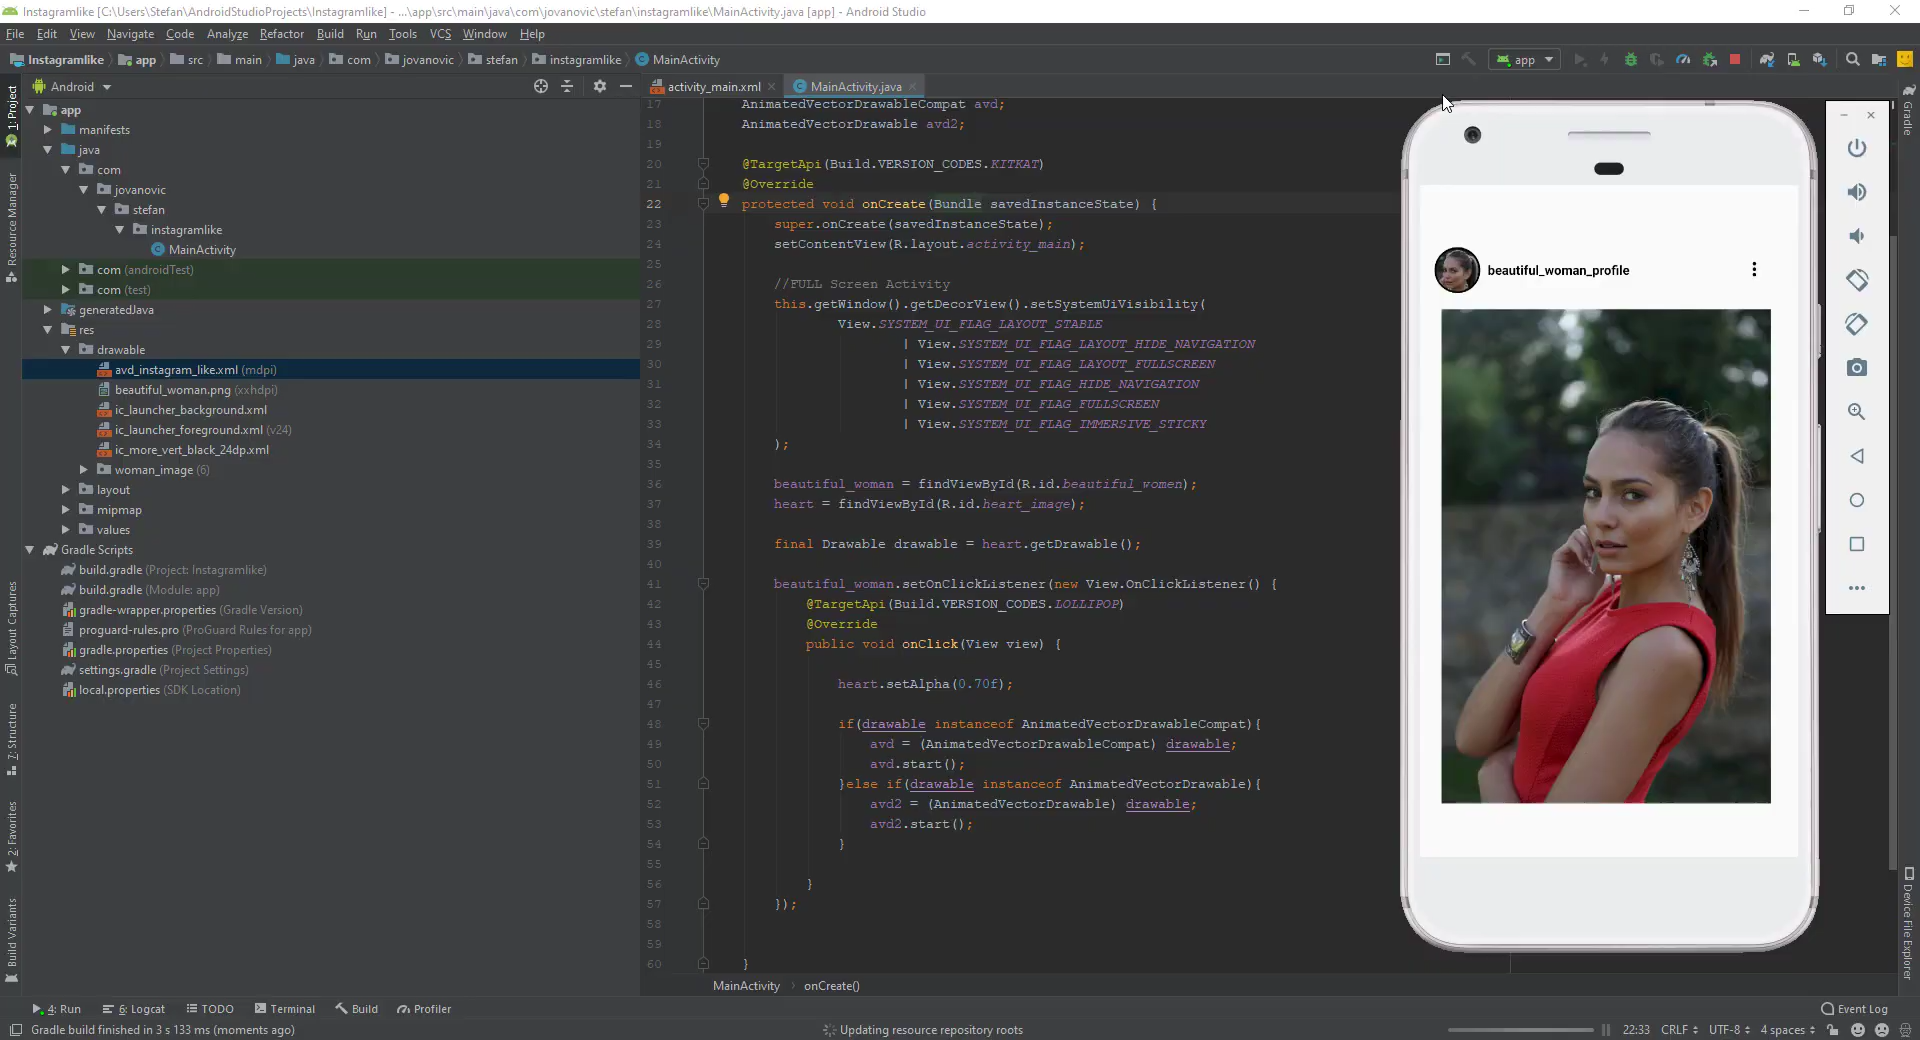 Instagramlike [C:\Users\Stefan\AndroidStudioProjects\Instagramlike] - ...\app\src\main\java\com\jovanovic\stefan\instagramlike\MainActivity.java [app] - Android Studio
File Edit View Navigate Code Analyze Refactor Build Run Tools VCS Window Help
Instagramlike app src main java com jovanovic stefan instagramlike MainActivity
app
Android
activity_main.xml MainActivity.java
1: Project
Resource Manager
Layout Captures
7: Structure
2: Favorites
Build Variants
app
manifests
java
com
jovanovic
stefan
instagramlike
MainActivity
com (androidTest)
com (test)
generatedJava
res
drawable
avd_instagram_like.xml (mdpi)
beautiful_woman.png (xxhdpi)
ic_launcher_background.xml
ic_launcher_foreground.xml (v24)
ic_more_vert_black_24dp.xml
woman_image (6)
layout
mipmap
values
Gradle Scripts
build.gradle (Project: Instagramlike)
build.gradle (Module: app)
gradle-wrapper.properties (Gradle Version)
proguard-rules.pro (ProGuard Rules for app)
gradle.properties (Project Properties)
settings.gradle (Project Settings)
local.properties (SDK Location)
17 AnimatedVectorDrawableCompat avd;
18 AnimatedVectorDrawable avd2;
19
20 @TargetApi(Build.VERSION_CODES.KITKAT)
21 @Override
22 protected void onCreate(Bundle savedInstanceState) {
23 super.onCreate(savedInstanceState);
24 setContentView(R.layout.activity_main);
25
26 //FULL Screen Activity
27 this.getWindow().getDecorView().setSystemUiVisibility(
28 View.SYSTEM_UI_FLAG_LAYOUT_STABLE
29 | View.SYSTEM_UI_FLAG_LAYOUT_HIDE_NAVIGATION
30 | View.SYSTEM_UI_FLAG_LAYOUT_FULLSCREEN
31 | View.SYSTEM_UI_FLAG_HIDE_NAVIGATION
32 | View.SYSTEM_UI_FLAG_FULLSCREEN
33 | View.SYSTEM_UI_FLAG_IMMERSIVE_STICKY
34 );
35
36 beautiful_woman = findViewById(R.id.beautiful_women);
37 heart = findViewById(R.id.heart_image);
38
39 final Drawable drawable = heart.getDrawable();
40
41 beautiful_woman.setOnClickListener(new View.OnClickListener() {
42 @TargetApi(Build.VERSION_CODES.LOLLIPOP)
43 @Override
44 public void onClick(View view) {
45
46 heart.setAlpha(0.70f);
47
48 if(drawable instanceof AnimatedVectorDrawableCompat){
49 avd = (AnimatedVectorDrawableCompat) drawable;
50 avd.start();
51 }else if(drawable instanceof AnimatedVectorDrawable){
52 avd2 = (AnimatedVectorDrawable) drawable;
53 avd2.start();
54 }
55
56 }
57 });
58
59
60 }
MainActivity › onCreate()
beautiful_woman_profile
Gradle
Device File Explorer
4: Run 6: Logcat TODO Terminal Build Profiler Event Log
Gradle build finished in 3 s 133 ms (moments ago) Updating resource repository roots 22:33 CRLF UTF-8 4 spaces